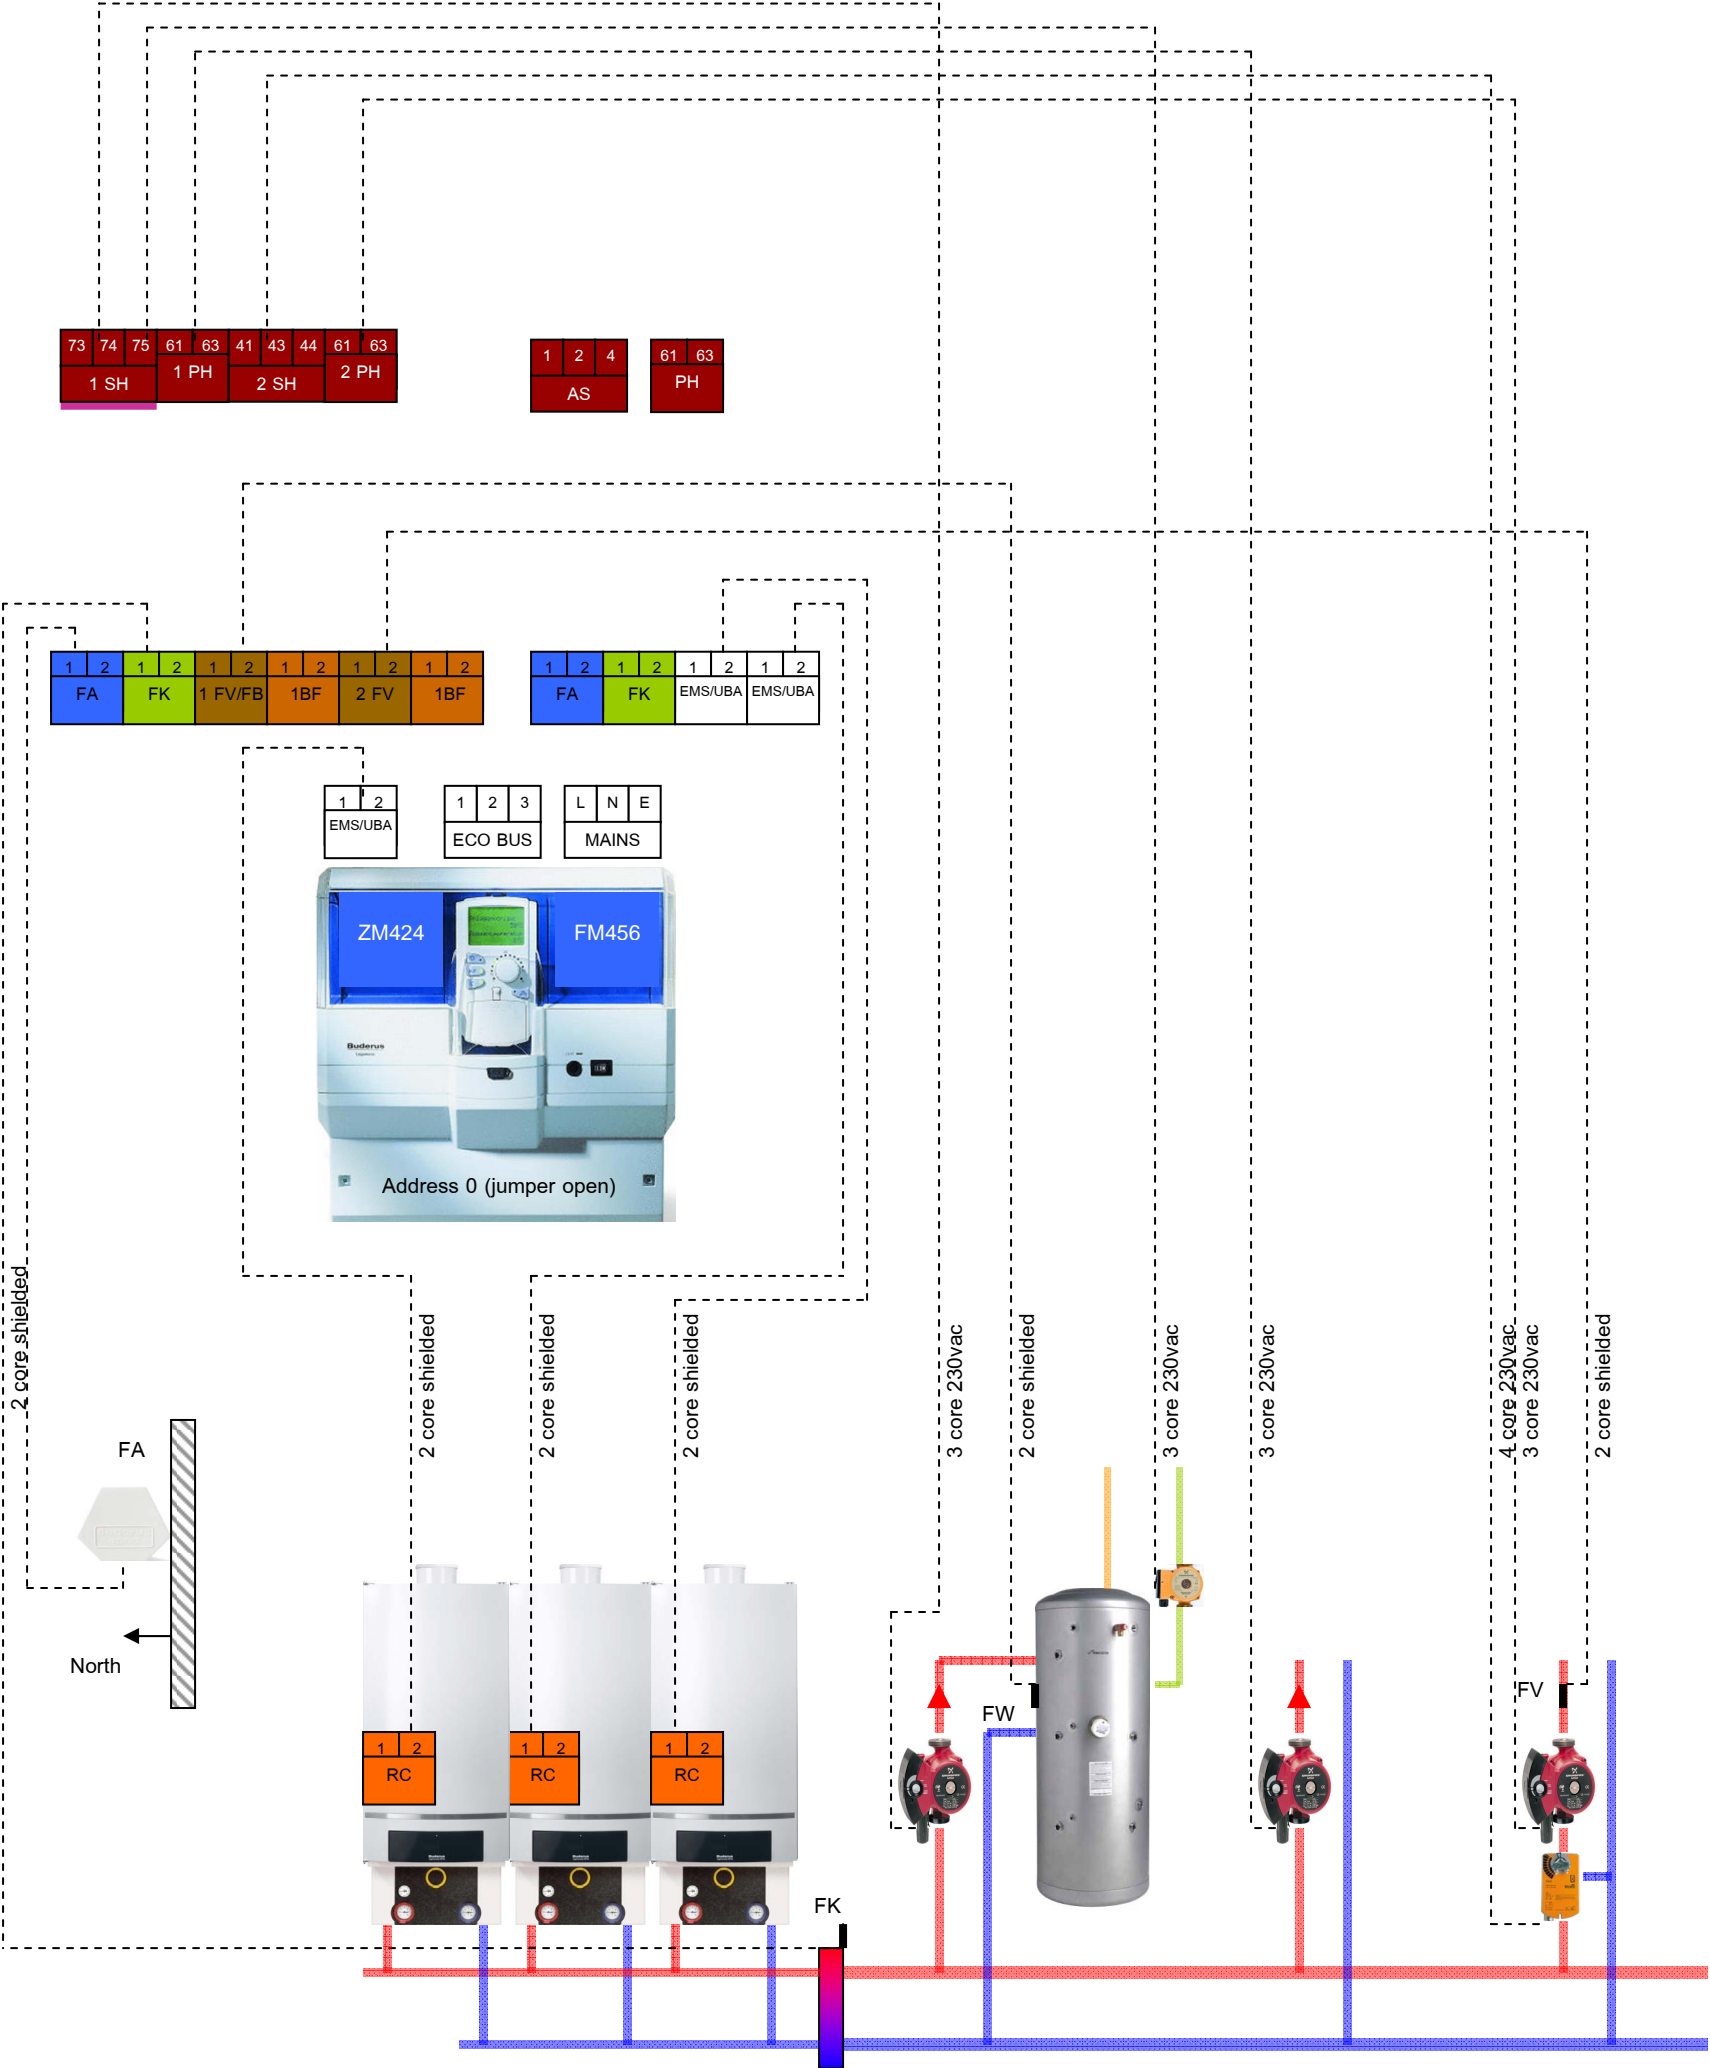 73 74 75 61 63 41 43 44 61 63
1 SH 1 PH 2 SH 2 PH
1 2 4 61 63
AS PH
1 2 1 2 1 2 1 2 1 2 1 2
FA FK 1 FV/FB 1BF 2 FV 1BF
1 2 1 2 1 2 1 2
FA FK EMS/UBA EMS/UBA
1 2 1 2 3 L N E
EMS/UBA ECO BUS MAINS
ZM424 FM456
Buderus
Address 0 (jumper open)
2 core shielded
2 core shielded
2 core shielded
2 core shielded
3 core 230vac
2 core shielded
3 core 230vac
3 core 230vac
4 core 230vac
3 core 230vac
2 core shielded
FA
North
FW
FV
1 2 1 2 1 2
RC RC RC
Buderus Buderus Buderus
FK